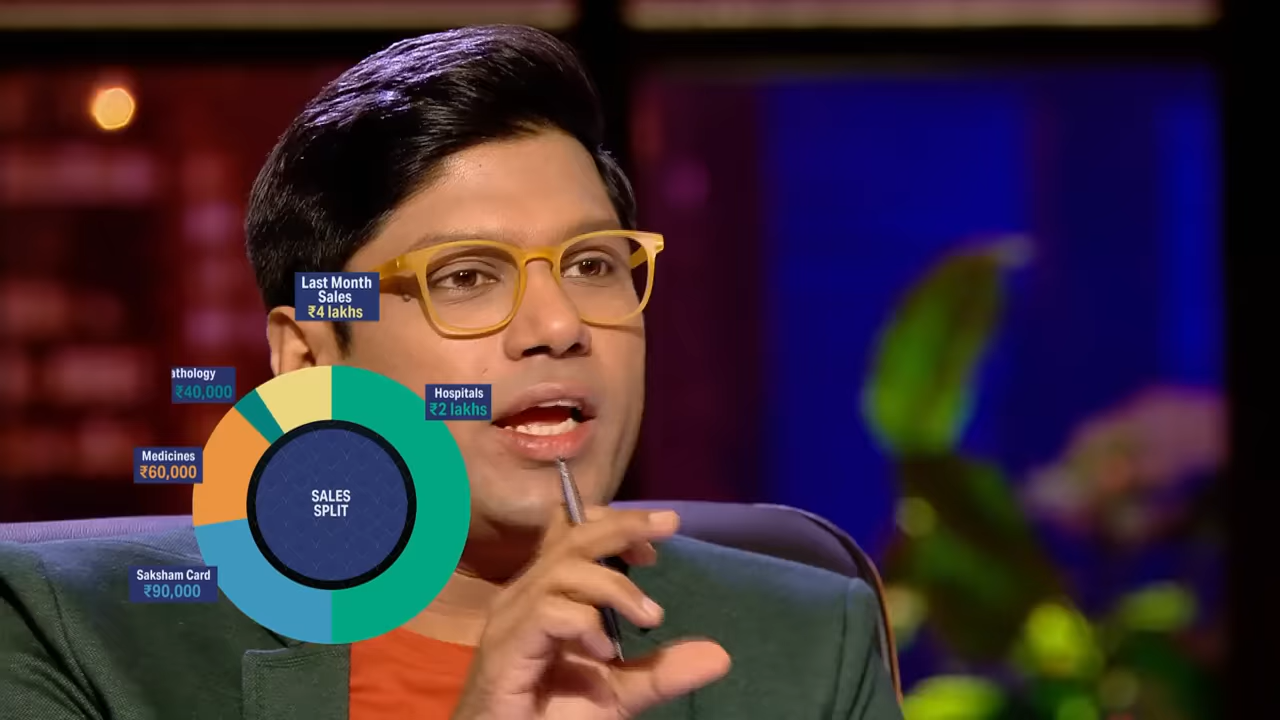 Last Month
Sales
₹4 lakhs
athology
₹40,000
Hospitals
₹2 lakhs
Medicines
₹60,000
SALES
SPLIT
Saksham Card
₹90,000